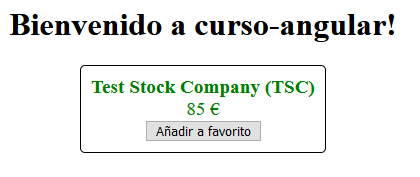 Bienvenido a curso-angular!
Test Stock Company (TSC)
85 €
Añadir a favorito